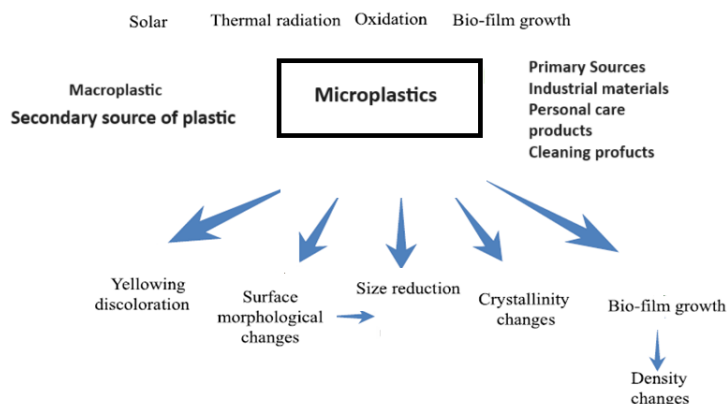 Solar Thermal radiation Oxidation Bio-film growth
Macroplastic
Secondary source of plastic
Microplastics
Primary Sources
Industrial materials
Personal care
products
Cleaning profucts
Yellowing
discoloration
Surface
morphological
changes
Size reduction
Crystallinity
changes
Bio-film growth
Density
changes